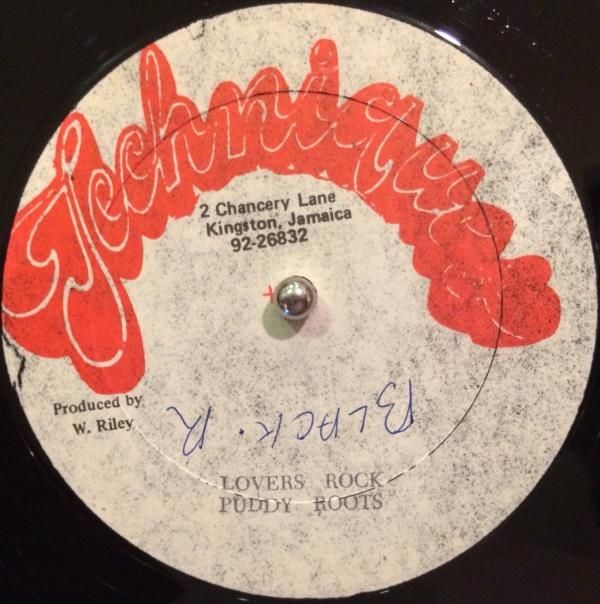 Techniques
2 Chancery Lane
Kingston, Jamaica
92-26832
Produced by
W. Riley
BLACK. R
LOVERS ROCK
PUDDY ROOTS